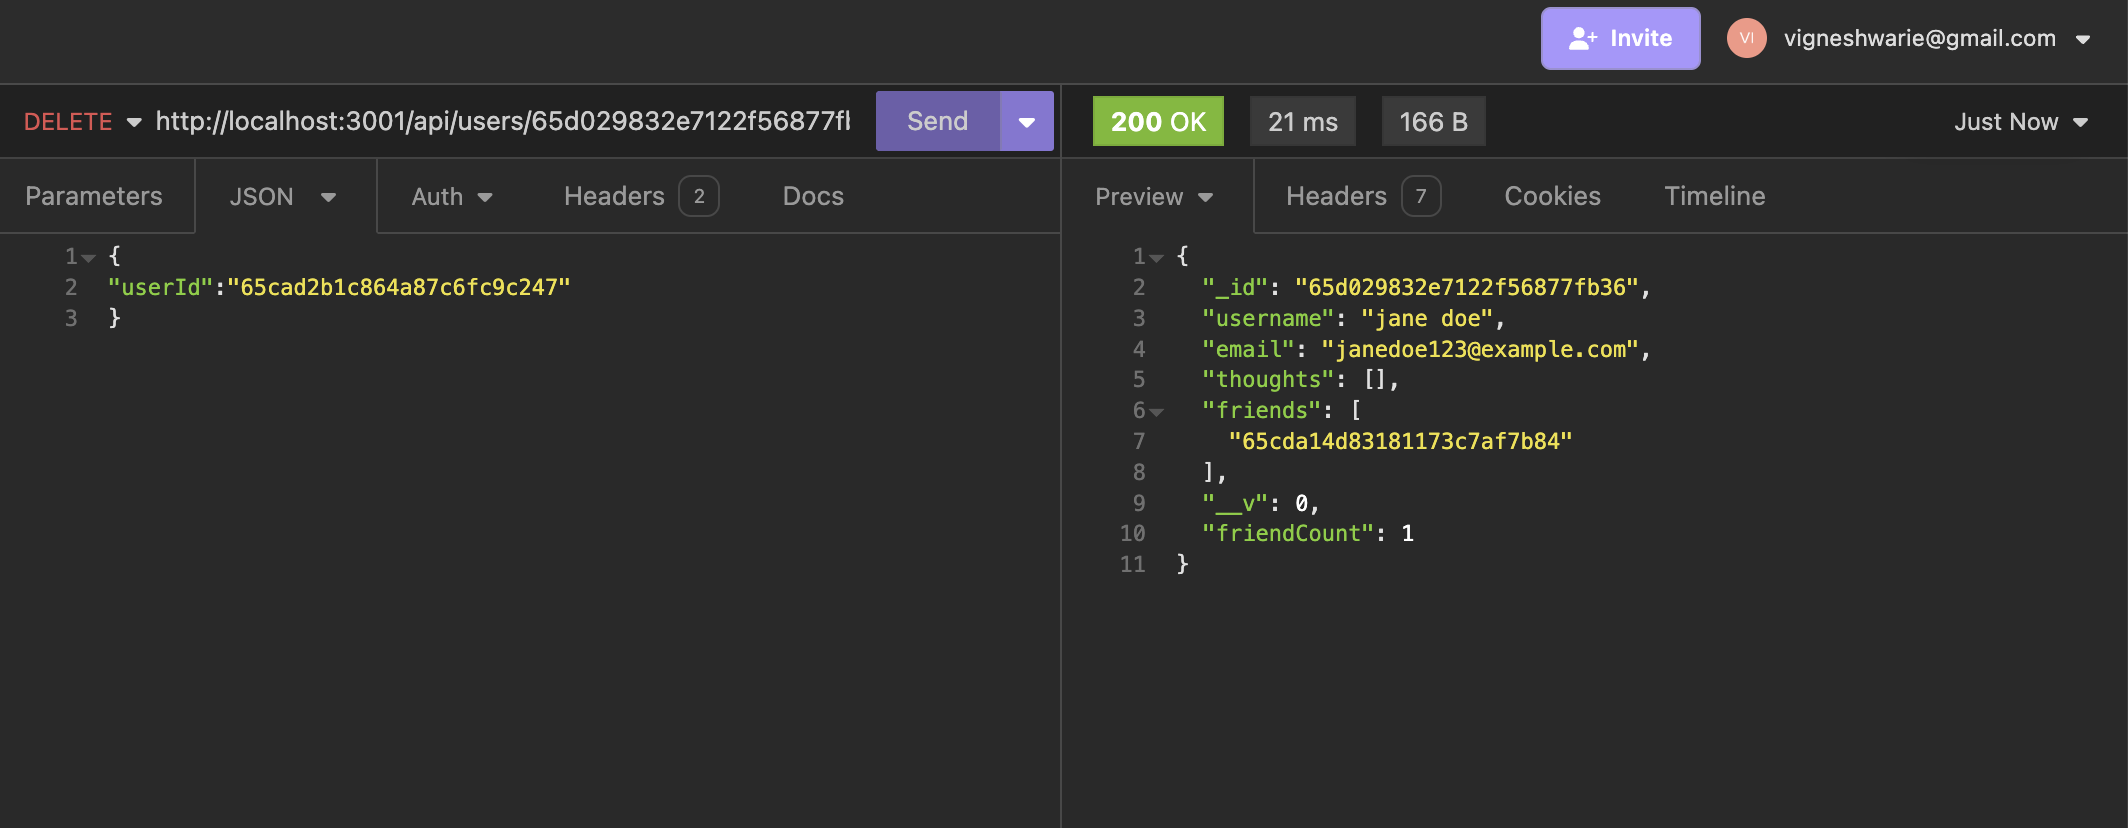 Invite VI vigneshwarie@gmail.com
DELETE http://localhost:3001/api/users/65d029832e7122f56877fb Send 200 OK 21 ms 166 B Just Now
Parameters JSON Auth Headers 2 Docs Preview Headers 7 Cookies Timeline
1 {
2 "userId":"65cad2b1c864a87c6fc9c247"
3 }
1 {
2 "_id": "65d029832e7122f56877fb36",
3 "username": "jane doe",
4 "email": "janedoe123@example.com",
5 "thoughts": [],
6 "friends": [
7 "65cda14d83181173c7af7b84"
8 ],
9 "__v": 0,
10 "friendCount": 1
11 }